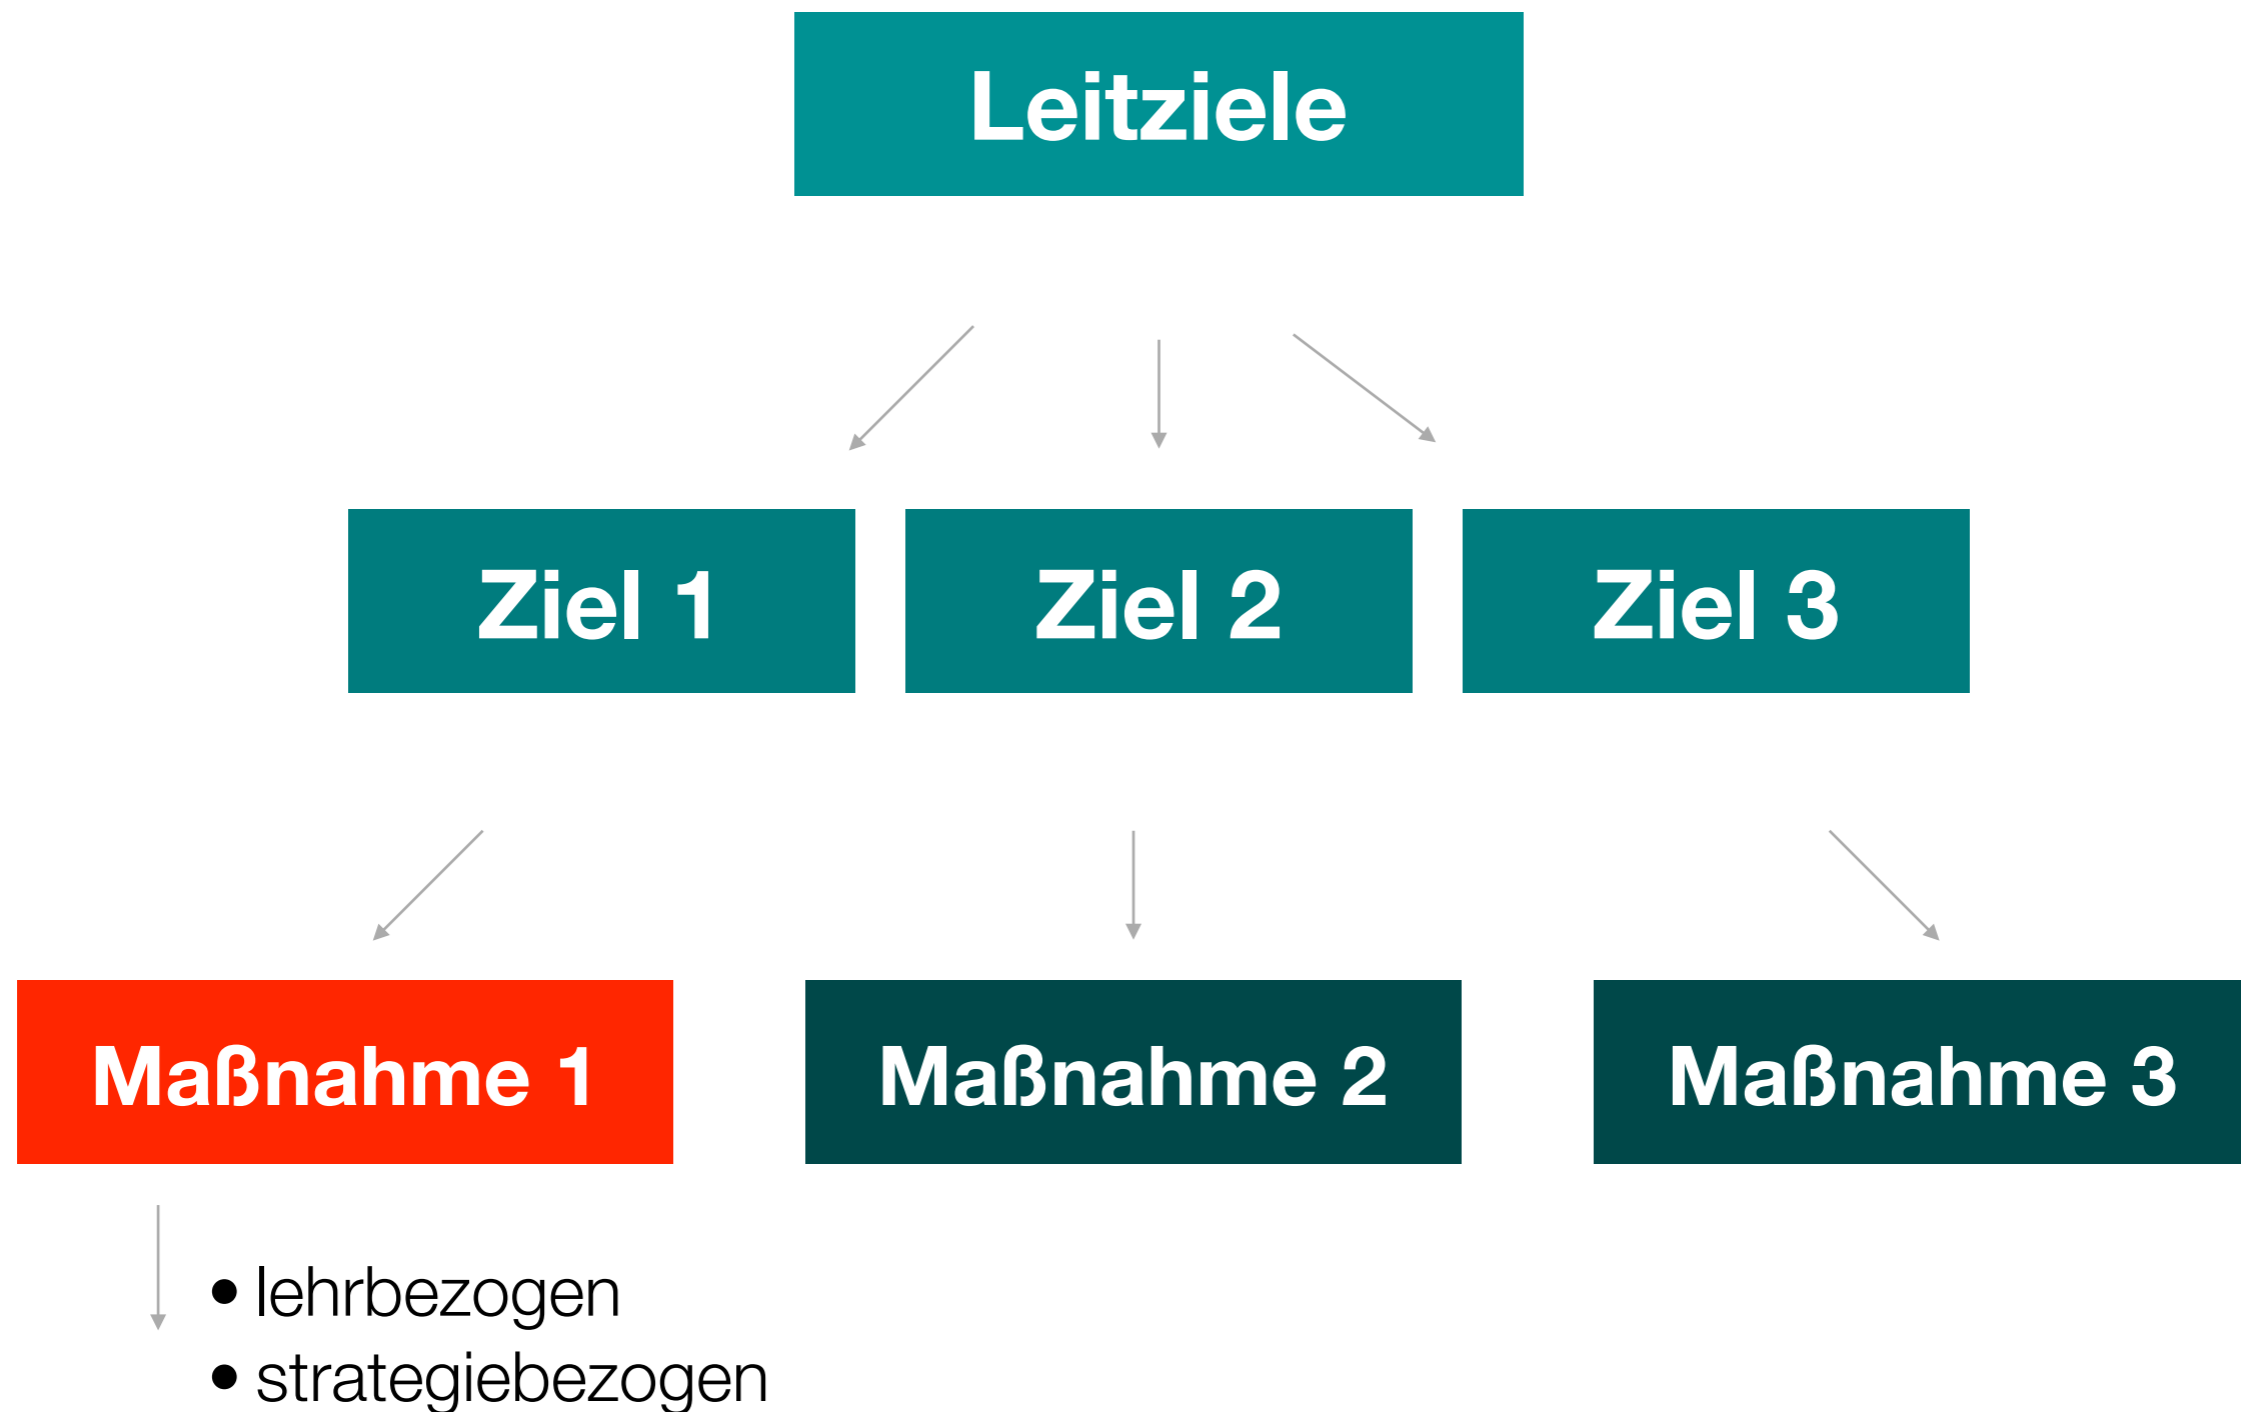 Leitziele
Ziel 1
Ziel 2
Ziel 3
Maßnahme 1
Maßnahme 2
Maßnahme 3
• lehrbezogen
• strategiebezogen